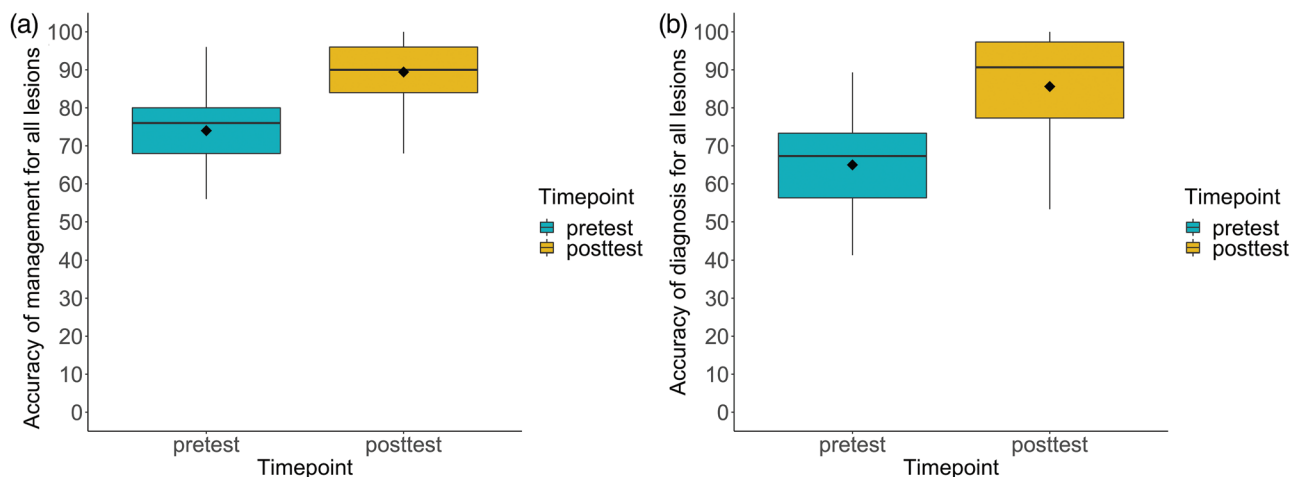 (a)
Accuracy of management for all lesions
100
90
80
70
60
50
40
30
20
10
0
pretest posttest
Timepoint
Timepoint
pretest
posttest
(b)
Accuracy of diagnosis for all lesions
100
90
80
70
60
50
40
30
20
10
0
pretest posttest
Timepoint
Timepoint
pretest
posttest